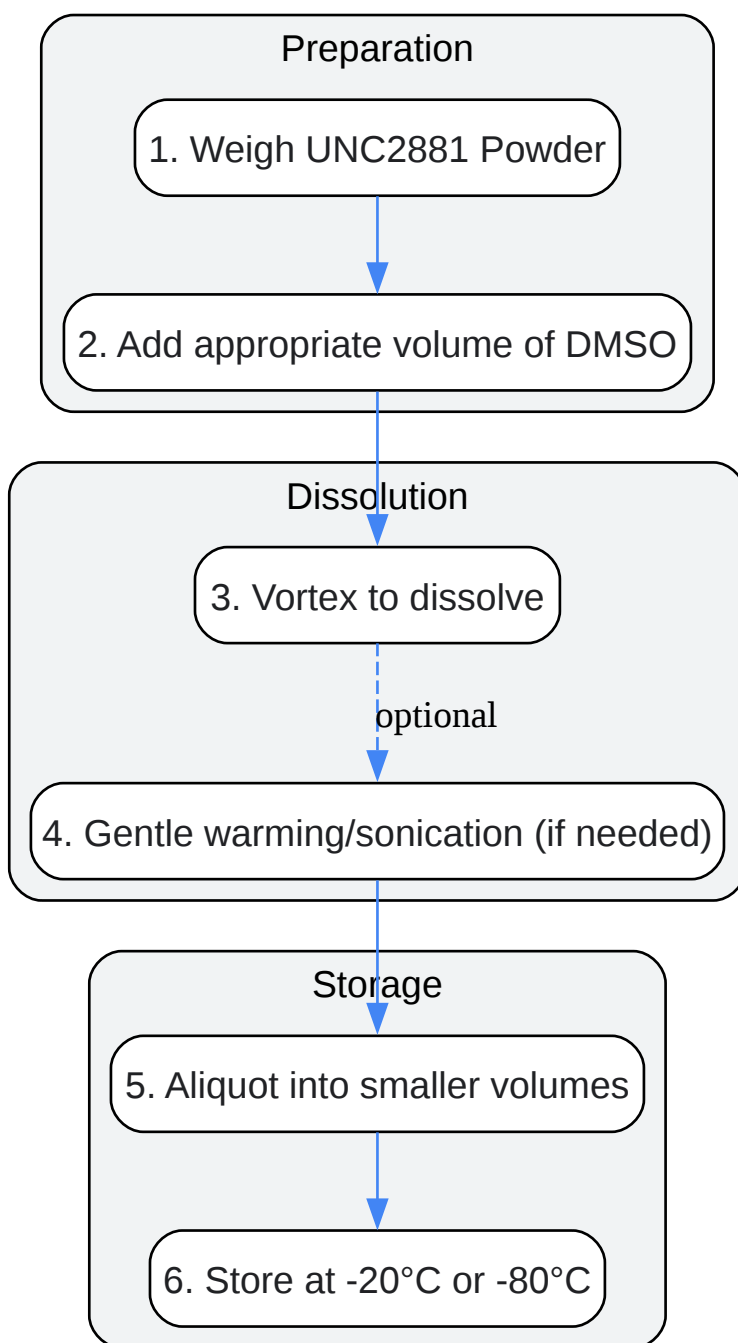 Preparation
1. Weigh UNC2881 Powder
2. Add appropriate volume of DMSO
Dissolution
3. Vortex to dissolve
optional
4. Gentle warming/sonication (if needed)
Storage
5. Aliquot into smaller volumes
6. Store at -20°C or -80°C